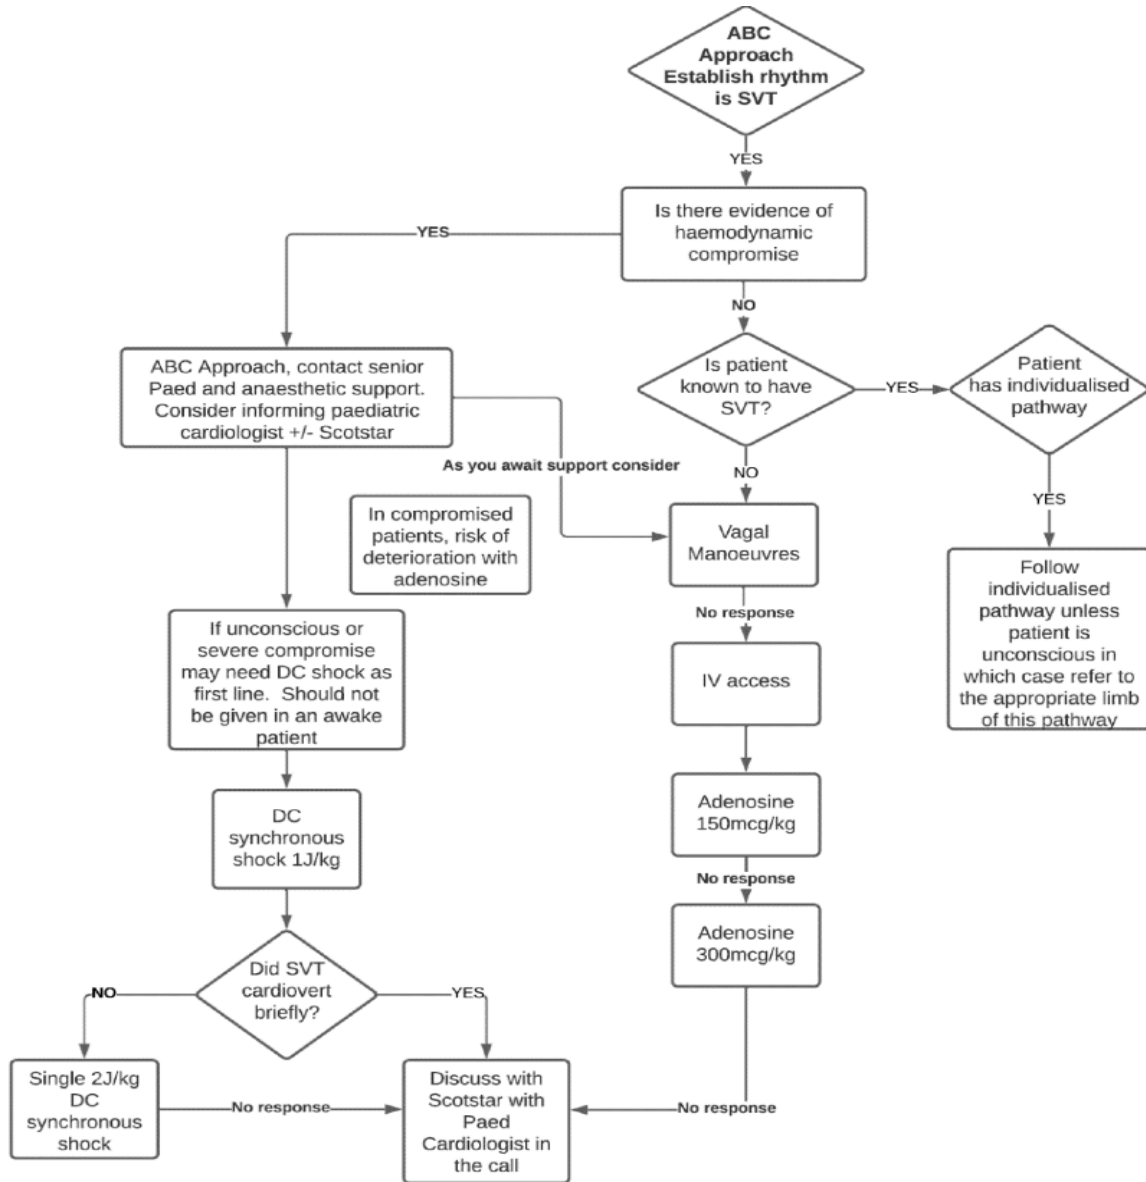 ABC
Approach
Establish rhythm
is SVT
YES
Is there evidence of
haemodynamic
compromise
YES
NO
ABC Approach, contact senior
Paed and anaesthetic support.
Consider informing paediatric
cardiologist +/- Scotstar
Is patient
known to have
SVT?
YES
Patient
has individualised
pathway
As you await support consider
NO
YES
In compromised
patients, risk of
deterioration with
adenosine
Vagal
Manoeuvres
Follow
individualised
pathway unless
patient is
unconscious in
which case refer to
the appropriate limb
of this pathway
No response
If unconscious or
severe compromise
may need DC shock as
first line. Should not
be given in an awake
patient
IV access
DC
synchronous
shock 1J/kg
Adenosine
150mcg/kg
No response
Adenosine
300mcg/kg
Did SVT
cardiovert
briefly?
NO
YES
Single 2J/kg
DC
synchronous
shock
No response
Discuss with
Scotstar with
Paed
Cardiologist in
the call
No response